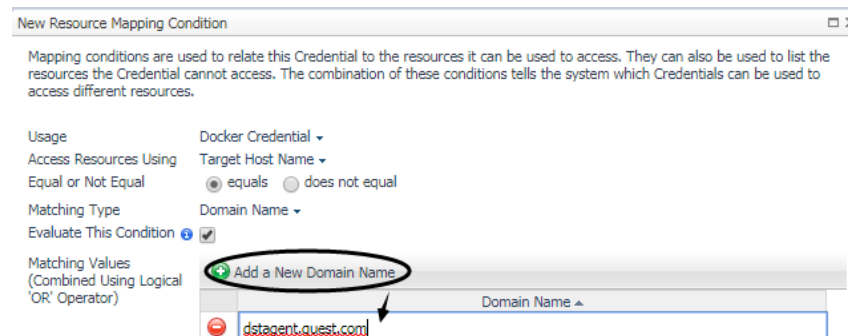 New Resource Mapping Condition
Mapping conditions are used to relate this Credential to the resources it can be used to access. They can also be used to list the
resources the Credential cannot access. The combination of these conditions tells the system which Credentials can be used to
access different resources.
Usage Docker Credential
Access Resources Using Target Host Name
Equal or Not Equal equals does not equal
Matching Type Domain Name
Evaluate This Condition
Matching Values
(Combined Using Logical
'OR' Operator)
Add a New Domain Name
Domain Name
dstagent.quest.com